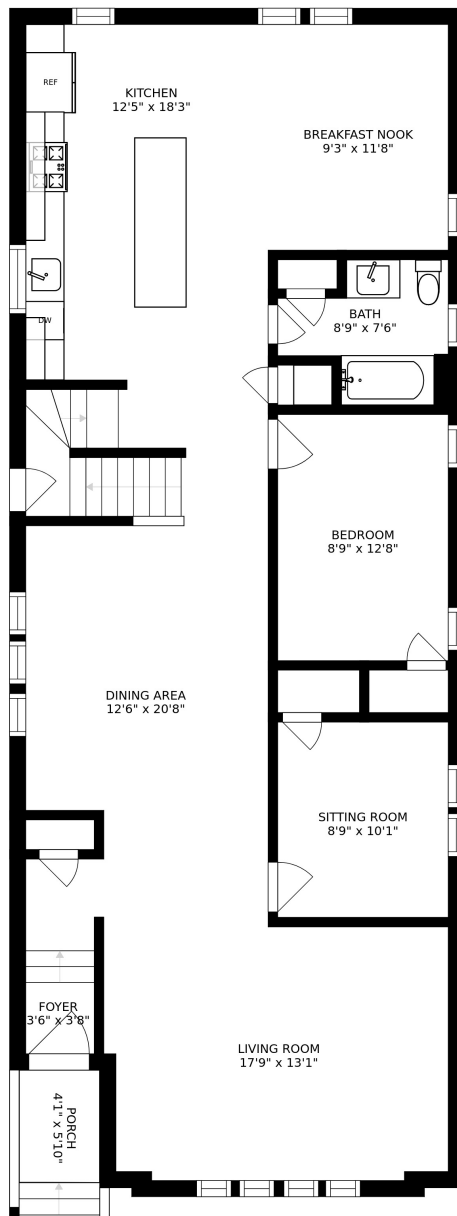 REF
KITCHEN
12'5" x 18'3"
BREAKFAST NOOK
9'3" x 11'8"
DW
BATH
8'9" x 7'6"
BEDROOM
8'9" x 12'8"
DINING AREA
12'6" x 20'8"
SITTING ROOM
8'9" x 10'1"
FOYER
3'6" x 3'8"
LIVING ROOM
17'9" x 13'1"
PORCH
4'1" x 5'10"